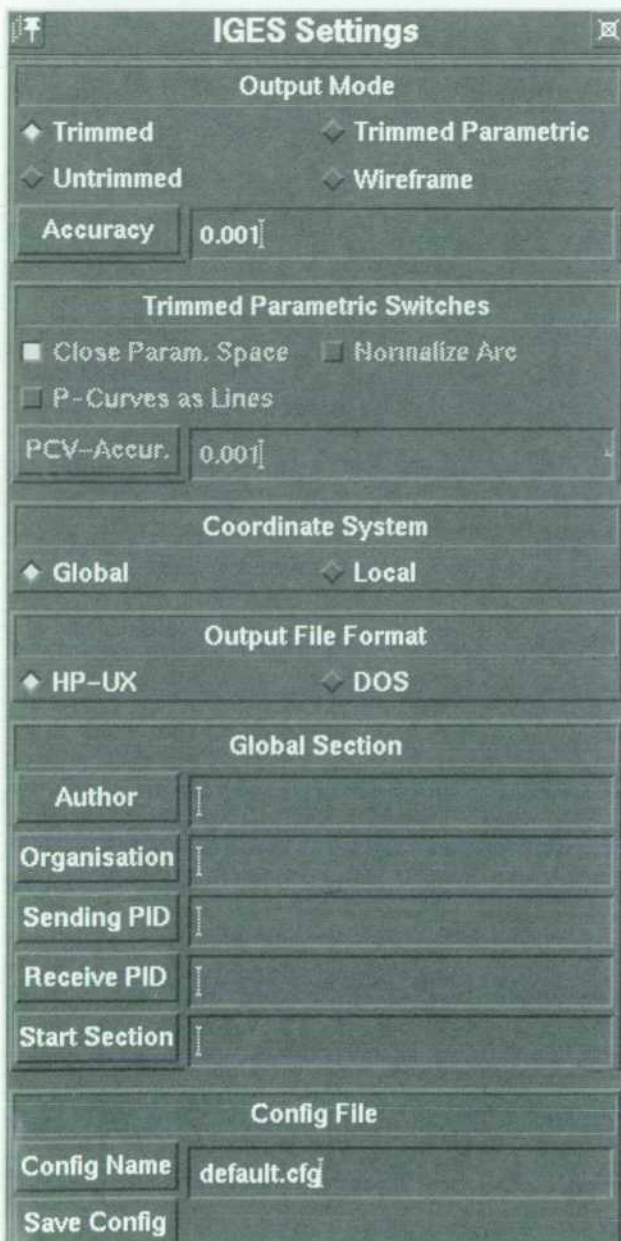 IGES Settings
Output Mode
Trimmed Trimmed Parametric
Untrimmed Wireframe
Accuracy 0.001
Trimmed Parametric Switches
Close Param. Space Normalize Arc
P-Curves as Lines
PCV-Accur. 0.001
Coordinate System
Global Local
Output File Format
HP-UX DOS
Global Section
Author
Organisation
Sending PID
Receive PID
Start Section
Config File
Config Name default.cfg
Save Config